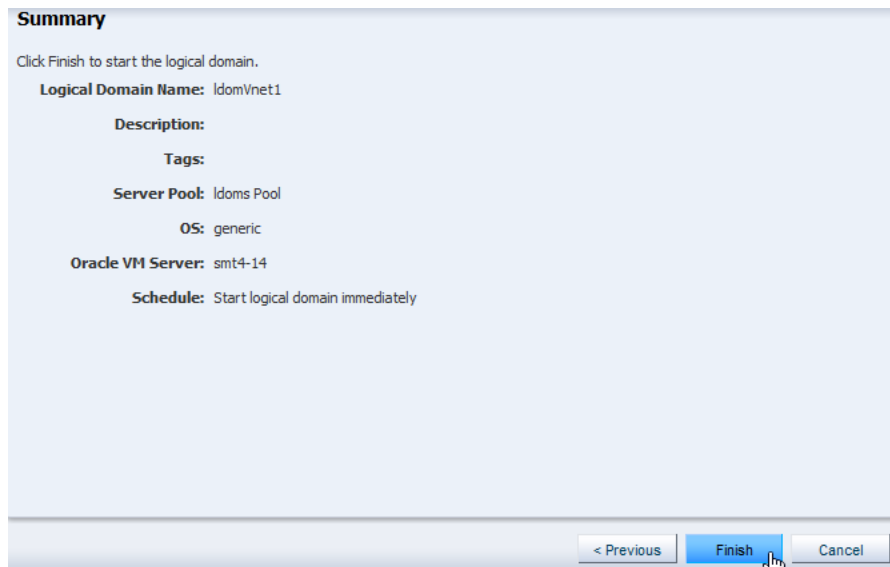 Summary
Click Finish to start the logical domain.
Logical Domain Name: ldomVnet1
Description:
Tags:
Server Pool: ldoms Pool
OS: generic
Oracle VM Server: smt4-14
Schedule: Start logical domain immediately
< Previous Finish Cancel